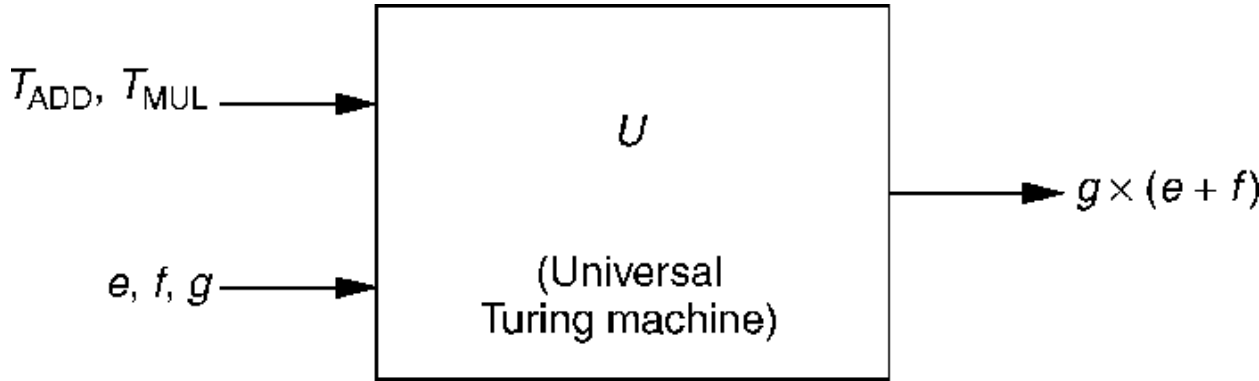 T_ADD, T_MUL
U
g × (e + f)
e, f, g
(Universal
Turing machine)